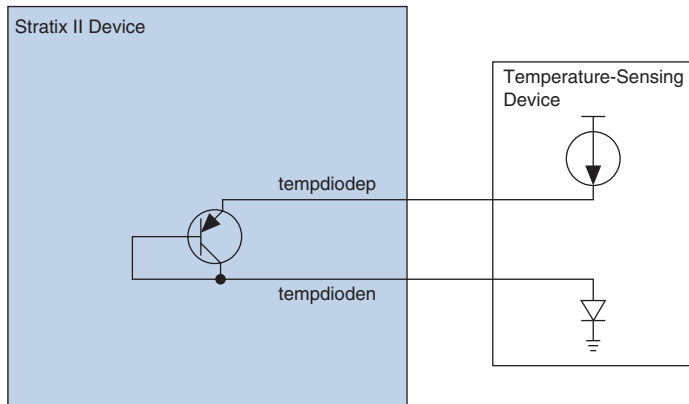 Stratix II Device
Temperature-Sensing
Device
tempdiodep
tempdioden